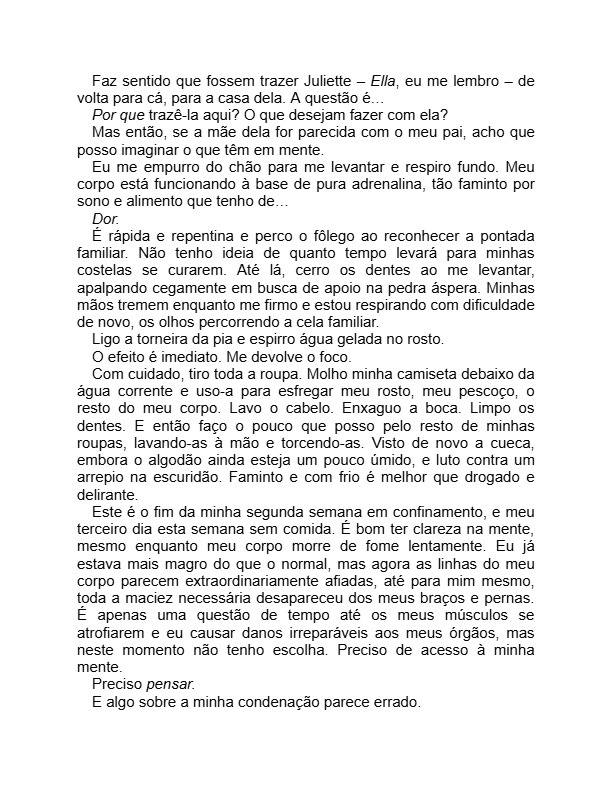 Faz sentido que fossem trazer Juliette – Ella, eu me lembro – de
volta para cá, para a casa dela. A questão é…
Por que trazê-la aqui? O que desejam fazer com ela?
Mas então, se a mãe dela for parecida com o meu pai, acho que
posso imaginar o que têm em mente.
Eu me empurro do chão para me levantar e respiro fundo. Meu
corpo está funcionando à base de pura adrenalina, tão faminto por
sono e alimento que tenho de…
Dor.
É rápida e repentina e perco o fôlego ao reconhecer a pontada
familiar. Não tenho ideia de quanto tempo levará para minhas
costelas se curarem. Até lá, cerro os dentes ao me levantar,
apalpando cegamente em busca de apoio na pedra áspera. Minhas
mãos tremem enquanto me firmo e estou respirando com dificuldade
de novo, os olhos percorrendo a cela familiar.
Ligo a torneira da pia e espirro água gelada no rosto.
O efeito é imediato. Me devolve o foco.
Com cuidado, tiro toda a roupa. Molho minha camiseta debaixo da
água corrente e uso-a para esfregar meu rosto, meu pescoço, o
resto do meu corpo. Lavo o cabelo. Enxaguo a boca. Limpo os
dentes. E então faço o pouco que posso pelo resto de minhas
roupas, lavando-as à mão e torcendo-as. Visto de novo a cueca,
embora o algodão ainda esteja um pouco úmido, e luto contra um
arrepio na escuridão. Faminto e com frio é melhor que drogado e
delirante.
Este é o fim da minha segunda semana em confinamento, e meu
terceiro dia esta semana sem comida. É bom ter clareza na mente,
mesmo enquanto meu corpo morre de fome lentamente. Eu já
estava mais magro do que o normal, mas agora as linhas do meu
corpo parecem extraordinariamente afiadas, até para mim mesmo,
toda a maciez necessária desapareceu dos meus braços e pernas.
É apenas uma questão de tempo até os meus músculos se
atrofiarem e eu causar danos irreparáveis aos meus órgãos, mas
neste momento não tenho escolha. Preciso de acesso à minha
mente.
Preciso pensar.
E algo sobre a minha condenação parece errado.